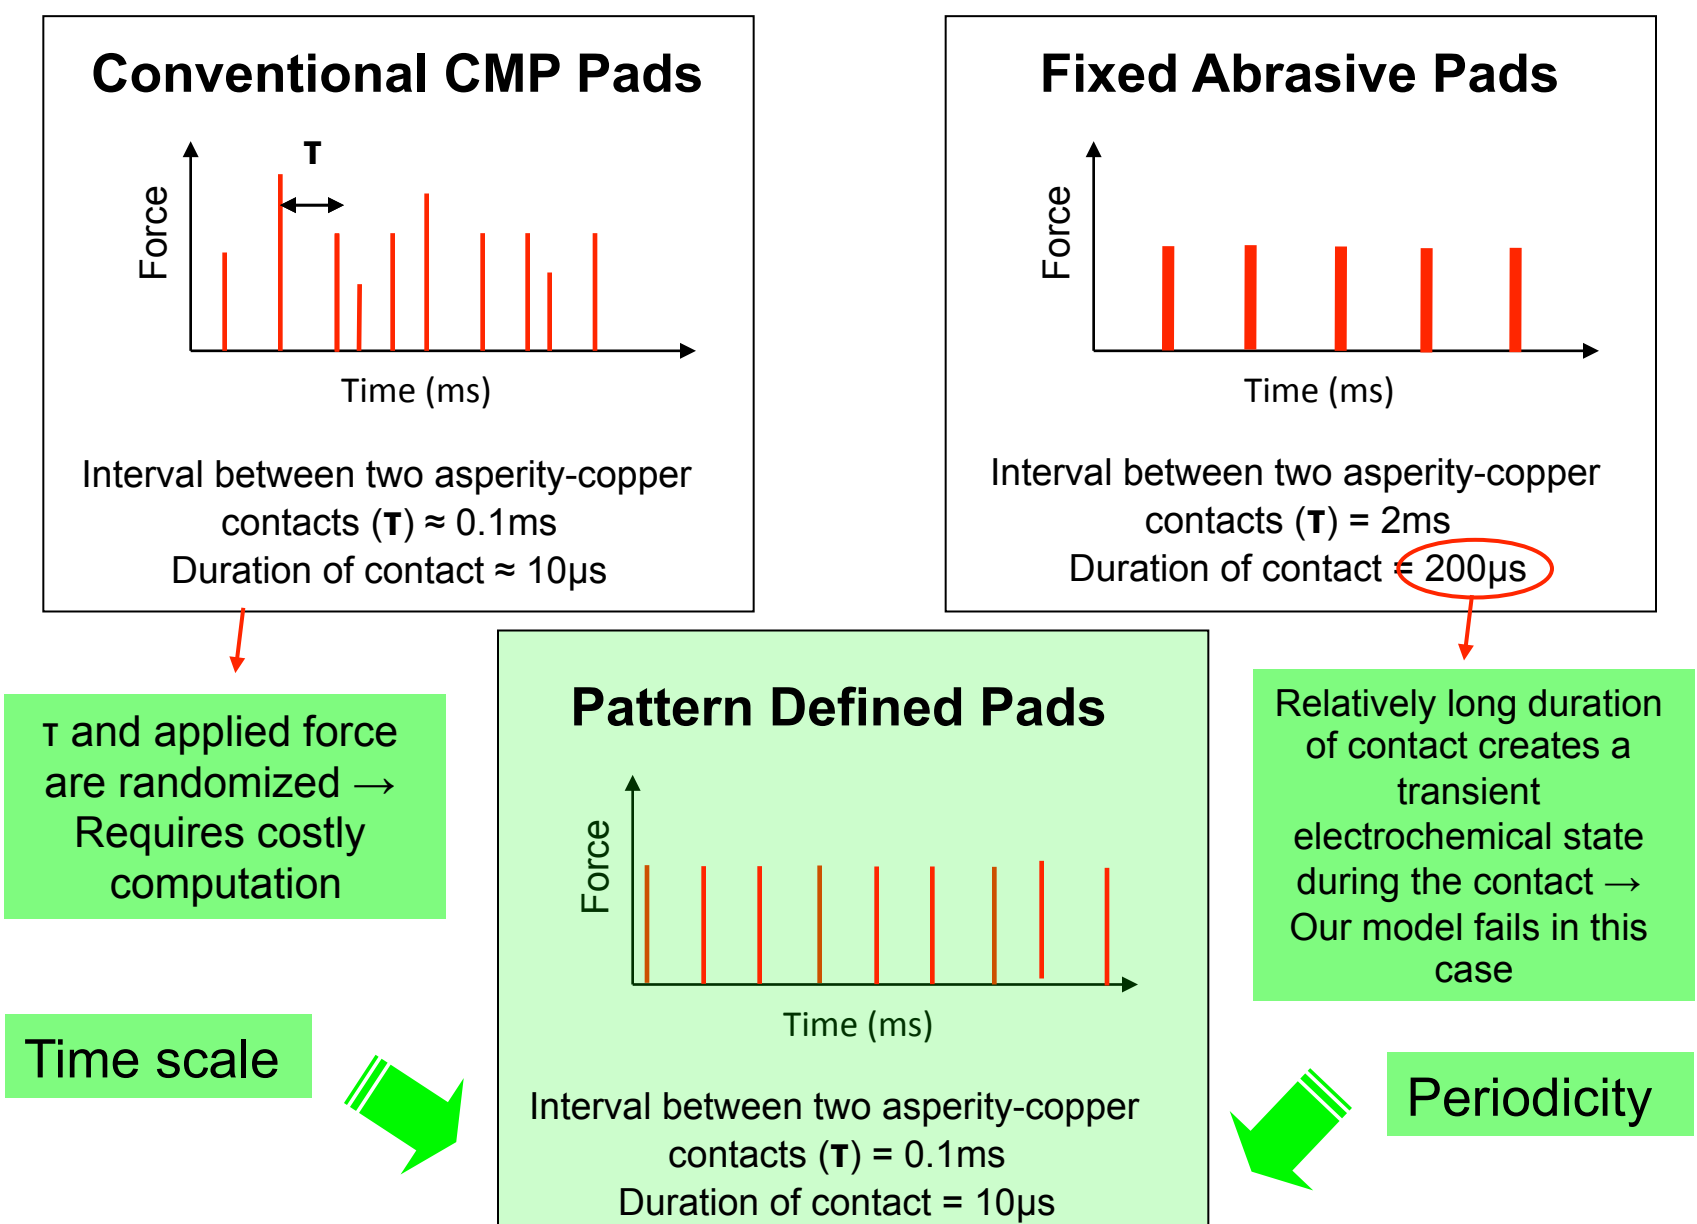 Conventional CMP Pads
τ
Force
Time (ms)
Interval between two asperity-copper
contacts (τ) ≈ 0.1ms
Duration of contact ≈ 10μs
Fixed Abrasive Pads
Force
Time (ms)
Interval between two asperity-copper
contacts (τ) = 2ms
Duration of contact = 200μs
τ and applied force
are randomized →
Requires costly
computation
Pattern Defined Pads
Force
Time (ms)
Interval between two asperity-copper
contacts (τ) = 0.1ms
Duration of contact = 10μs
Relatively long duration
of contact creates a
transient
electrochemical state
during the contact →
Our model fails in this
case
Time scale
Periodicity